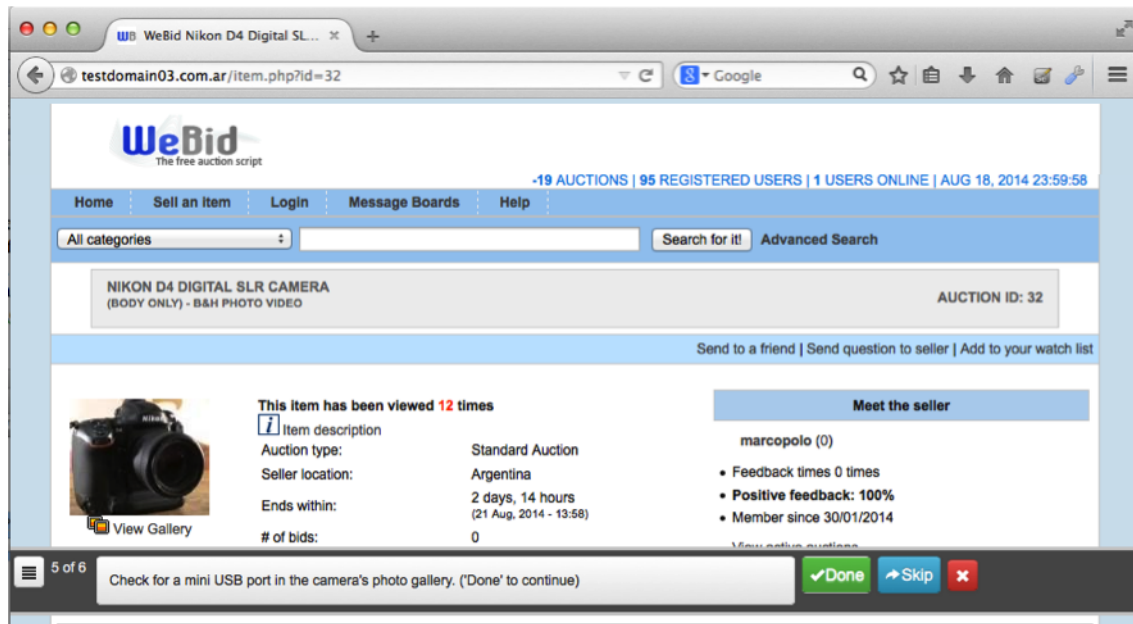 WeBid Nikon D4 Digital SL...
testdomain03.com.ar/item.php?id=32
Google
WeBid
The free auction script
-19 AUCTIONS | 95 REGISTERED USERS | 1 USERS ONLINE | AUG 18, 2014 23:59:58
Home Sell an item Login Message Boards Help
All categories Search for it! Advanced Search
NIKON D4 DIGITAL SLR CAMERA
(BODY ONLY) - B&H PHOTO VIDEO
AUCTION ID: 32
Send to a friend | Send question to seller | Add to your watch list
This item has been viewed 12 times
i Item description
Auction type: Standard Auction
Seller location: Argentina
Ends within: 2 days, 14 hours
(21 Aug, 2014 - 13:58)
# of bids: 0
NIKON
View Gallery
Meet the seller
marcopolo (0)
• Feedback times 0 times
• Positive feedback: 100%
• Member since 30/01/2014
View active auctions
5 of 6
Check for a mini USB port in the camera's photo gallery. ('Done' to continue)
Done Skip